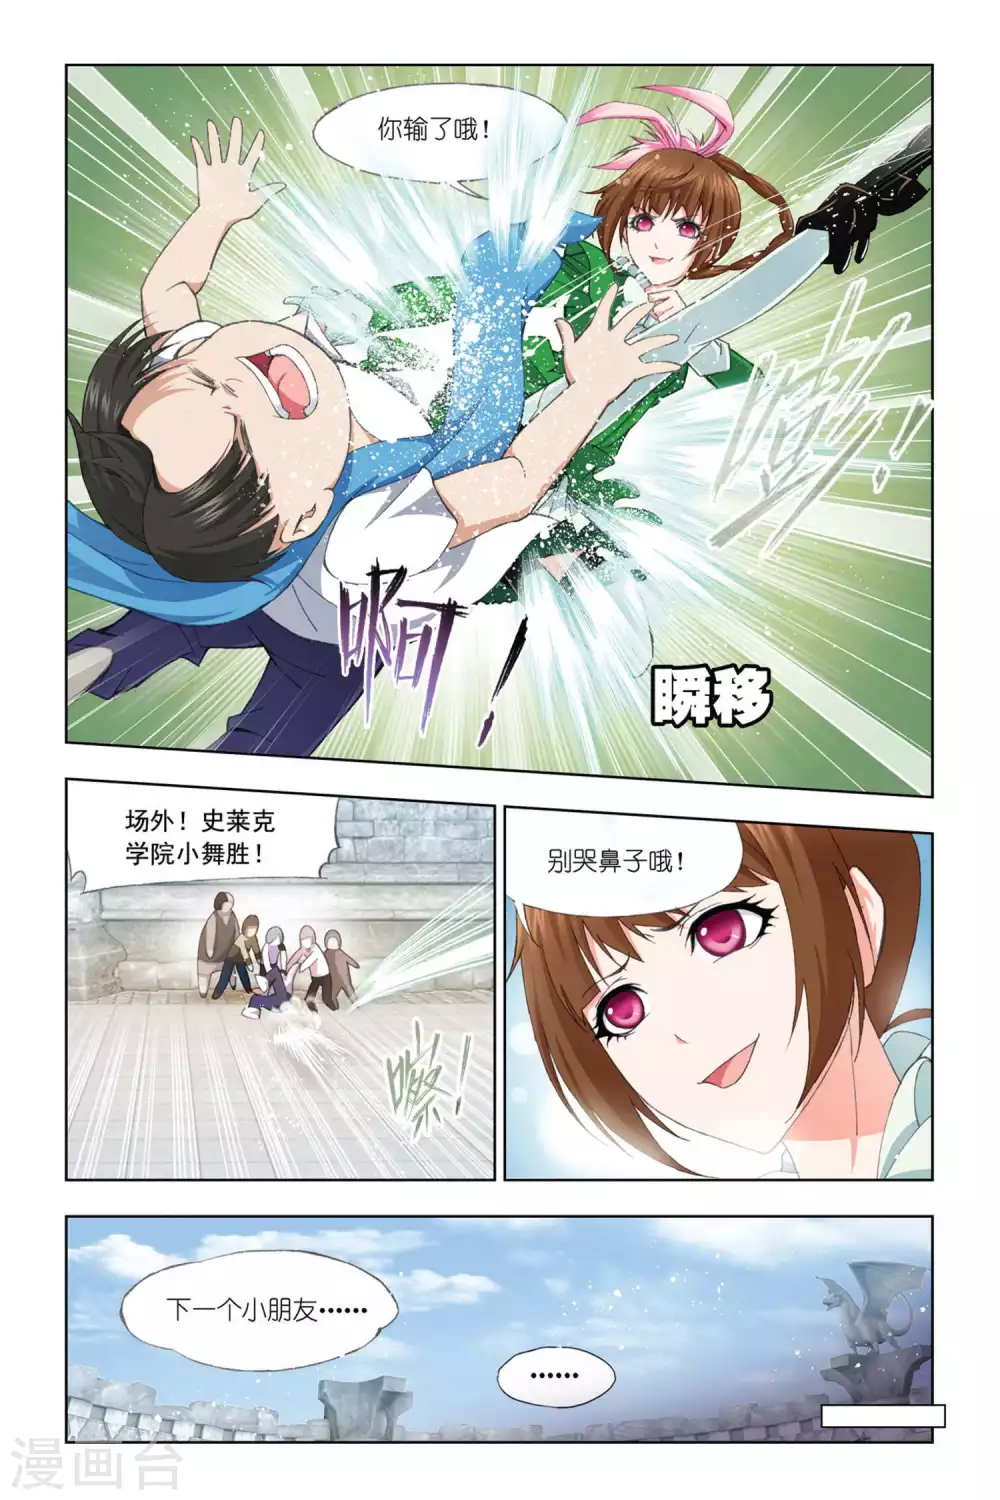 你输了哦！
啪！
啊！
瞬移
场外！史莱克
学院小舞胜！
嚓！
别哭鼻子哦！
下一个小朋友……
……
漫画台